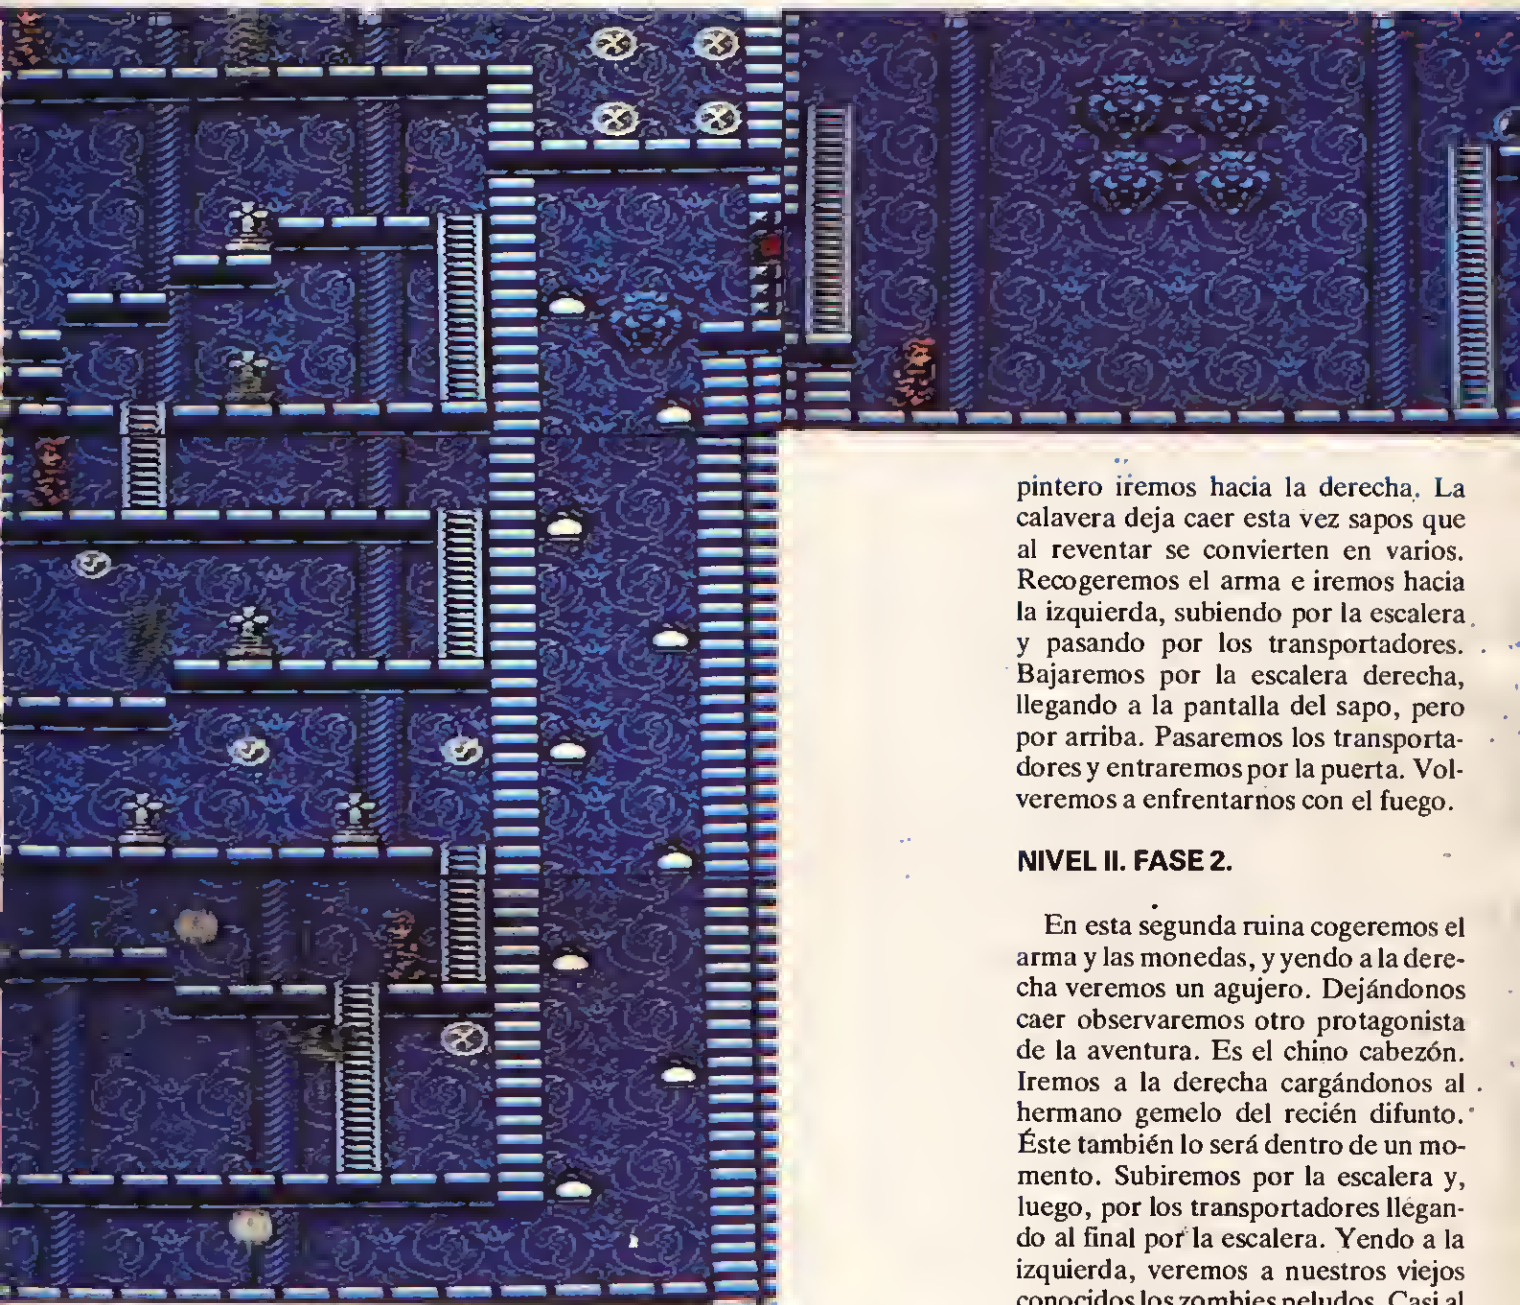 pintero iremos hacia la derecha. La
calavera deja caer esta vez sapos que
al reventar se convierten en varios.
Recogeremos el arma e iremos hacia
la izquierda, subiendo por la escalera
y pasando por los transportadores.
Bajaremos por la escalera derecha,
llegando a la pantalla del sapo, pero
por arriba. Pasaremos los transporta-
dores y entraremos por la puerta. Vol-
veremos a enfrentarnos con el fuego.
NIVEL II. FASE 2.
En esta segunda ruina cogeremos el
arma y las monedas, y yendo a la dere-
cha veremos un agujero. Dejándonos
caer observaremos otro protagonista
de la aventura. Es el chino cabezón.
Iremos a la derecha cargándonos al
hermano gemelo del recién difunto.
Éste también lo será dentro de un mo-
mento. Subiremos por la escalera y,
luego, por los transportadores llegan-
do al final por la escalera. Yendo a la
izquierda, veremos a nuestros viejos
conocidos los zombies peludos. Casi al